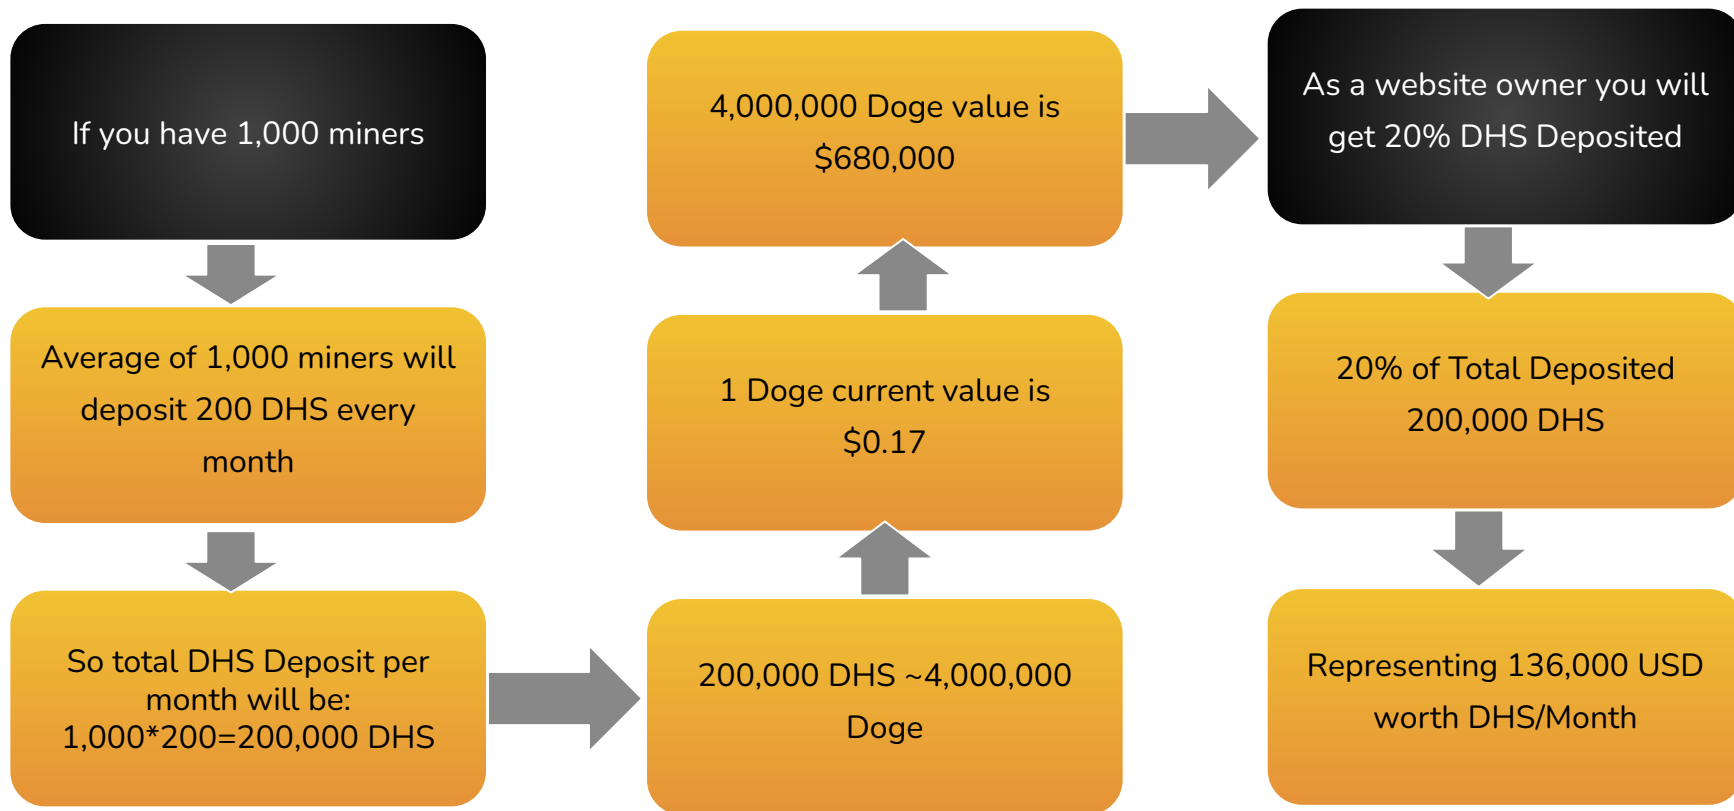 If you have 1,000 miners
Average of 1,000 miners will
deposit 200 DHS every
month
So total DHS Deposit per
month will be:
1,000*200=200,000 DHS
200,000 DHS ~4,000,000
Doge
1 Doge current value is
$0.17
4,000,000 Doge value is
$680,000
As a website owner you will
get 20% DHS Deposited
20% of Total Deposited
200,000 DHS
Representing 136,000 USD
worth DHS/Month